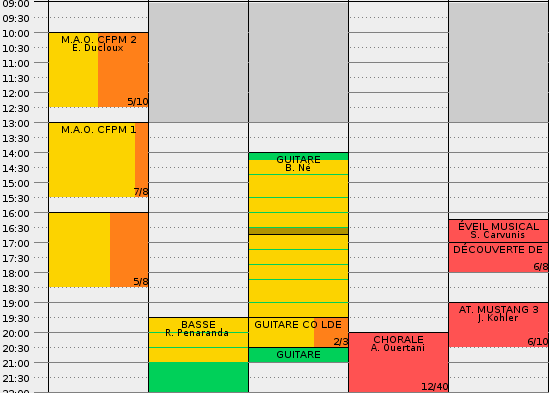 09:00
09:30
10:00
10:30
11:00
11:30
12:00
12:30
13:00
13:30
14:00
14:30
15:00
15:30
16:00
16:30
17:00
17:30
18:00
18:30
19:00
19:30
20:00
20:30
21:00
21:30
22:00
M.A.O. CFPM 2
E. Ducloux
5/10
M.A.O. CFPM 1
7/8
5/8
BASSE
R. Penaranda
GUITARE
B. Né
GUITARE CO LDE
2/3
GUITARE
CHORALE
A. Ouertani
12/40
ÉVEIL MUSICAL
S. Carvunis
DÉCOUVERTE DE
6/8
AT. MUSTANG 3
J. Kohler
6/10